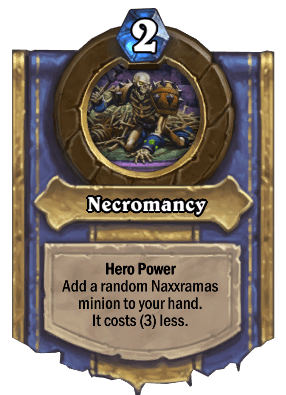 2
Necromancy
Hero Power
Add a random Naxxramas
minion to your hand.
It costs (3) less.